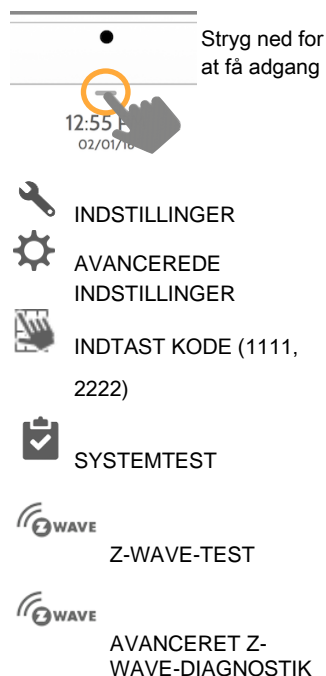 Stryg ned for
at få adgang
12:55
02/01/
INDSTILLINGER
AVANCEREDE
INDSTILLINGER
INDTAST KODE (1111,
2222)
SYSTEMTEST
Z WAVE
Z-WAVE-TEST
Z WAVE
AVANCERET Z-
WAVE-DIAGNOSTIK